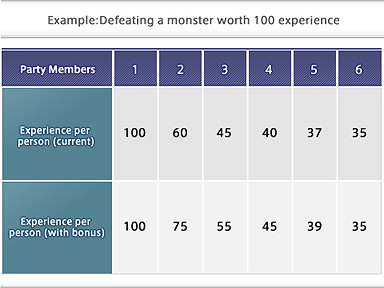 Example:Defeating a monster worth 100 experience
Party Members 1 2 3 4 5 6
Experience per
person (current) 100 60 45 40 37 35
Experience per
person (with bonus) 100 75 55 45 39 35